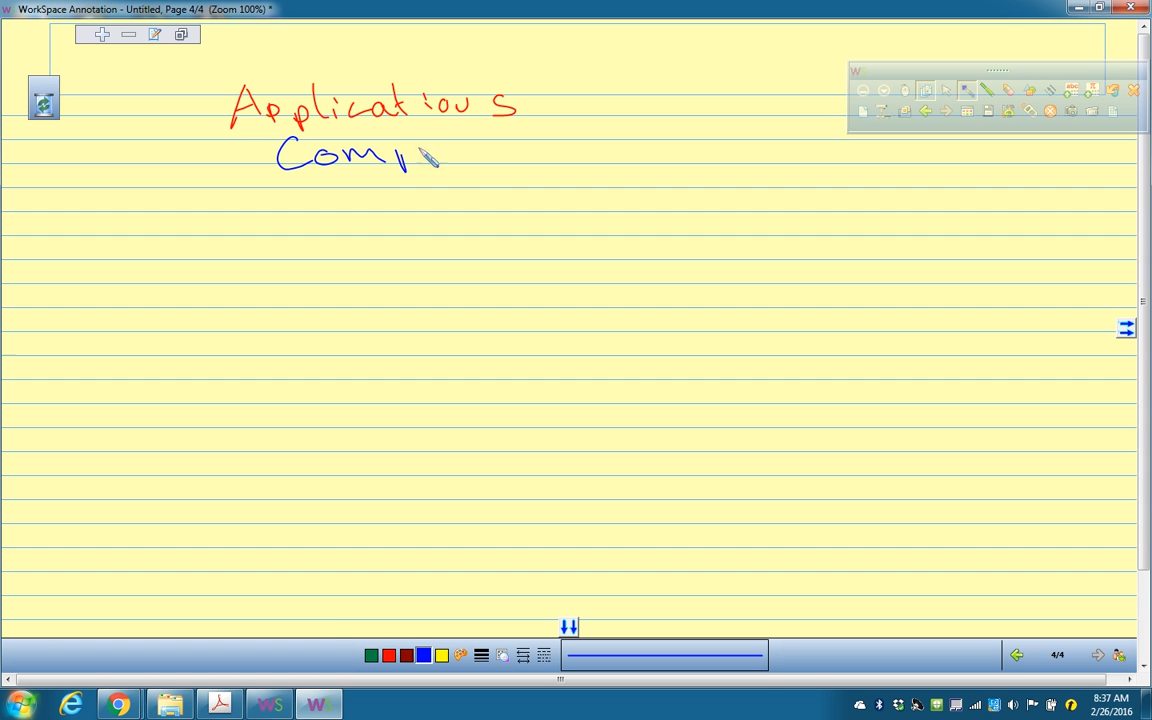 WorkSpace Annotation - Untitled, Page 4/4 (Zoom 100%) *
Applications
Com
4/4
8:37 AM
2/26/2016